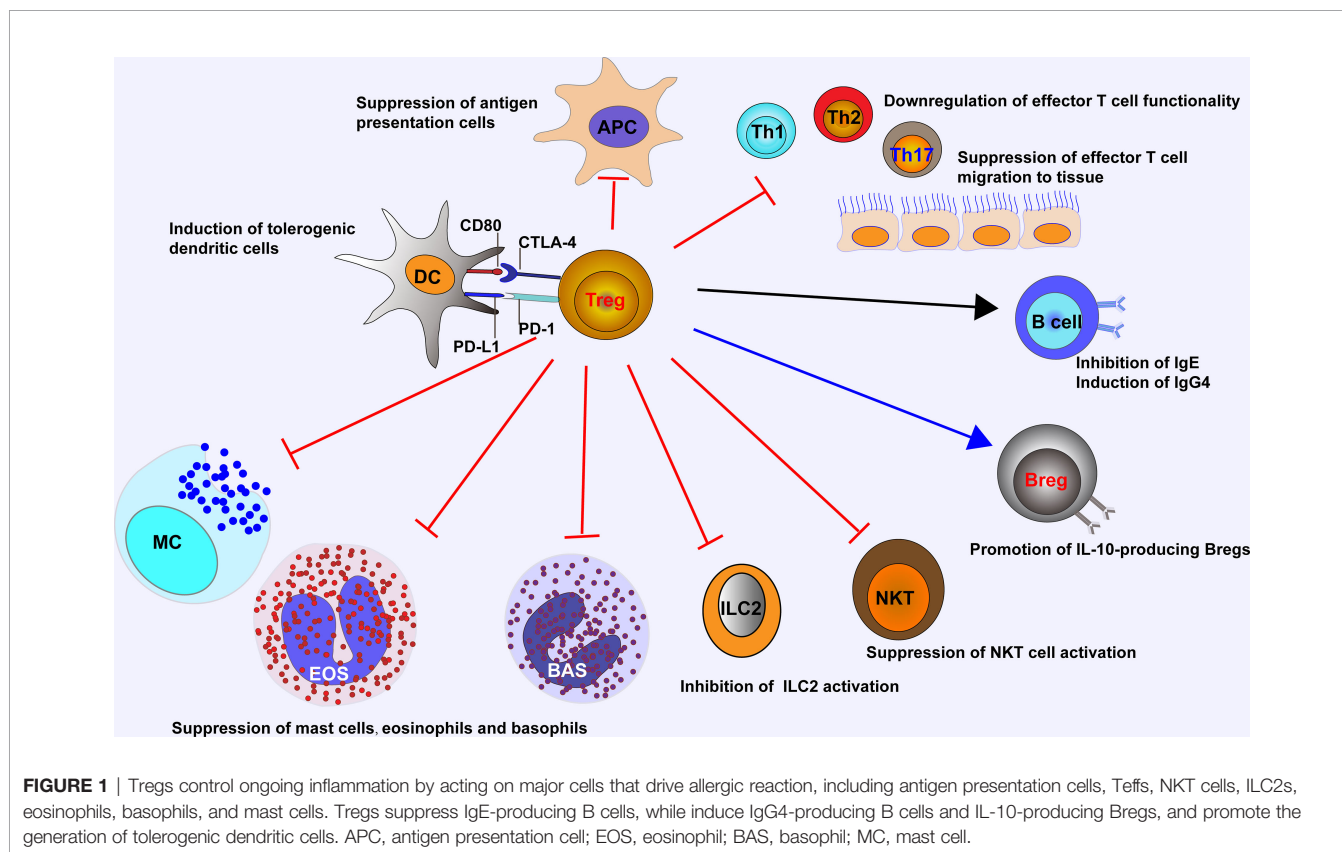 Suppression of antigen
presentation cells
APC
Th1
Th2
Downregulation of effector T cell functionality
Th17
Suppression of effector T cell
migration to tissue
Induction of tolerogenic
dendritic cells
CD80
CTLA-4
DC
Treg
PD-1
PD-L1
B cell
Inhibition of IgE
Induction of IgG4
Breg
Promotion of IL-10-producing Bregs
MC
EOS
BAS
ILC2
NKT
Suppression of NKT cell activation
Inhibition of ILC2 activation
Suppression of mast cells, eosinophils and basophils
FIGURE 1 | Tregs control ongoing inflammation by acting on major cells that drive allergic reaction, including antigen presentation cells, Teffs, NKT cells, ILC2s,
eosinophils, basophils, and mast cells. Tregs suppress IgE-producing B cells, while induce IgG4-producing B cells and IL-10-producing Bregs, and promote the
generation of tolerogenic dendritic cells. APC, antigen presentation cell; EOS, eosinophil; BAS, basophil; MC, mast cell.